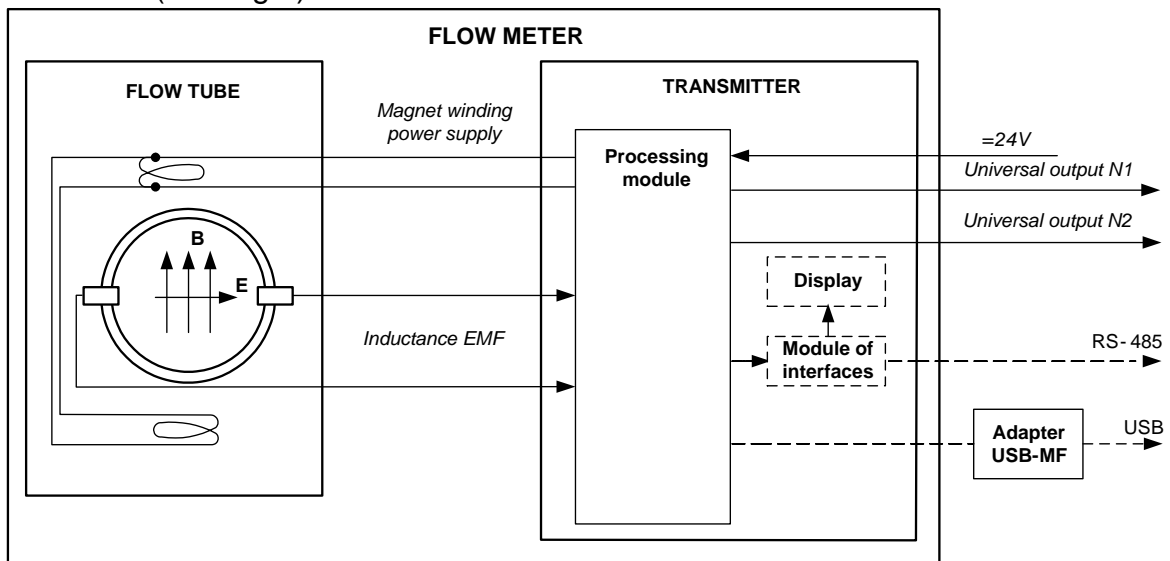 FLOW METER
FLOW TUBE
TRANSMITTER
Magnet winding
power supply
=24V
Processing
module
Universal output N1
Universal output N2
B
E
Display
Inductance EMF
RS-485
Module of
interfaces
USB
Adapter
USB-MF